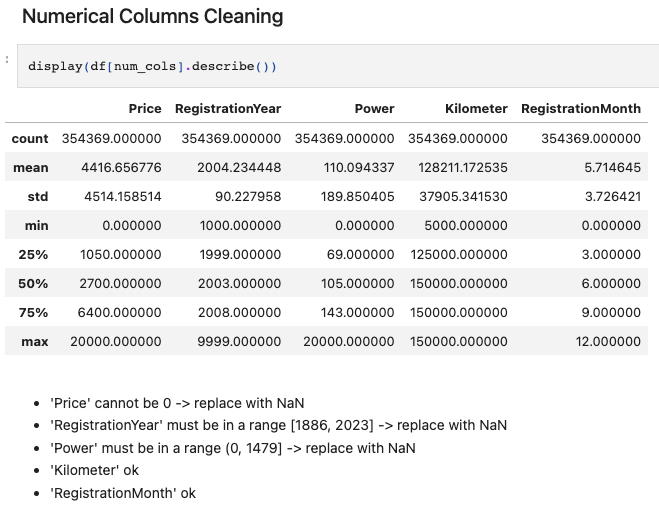 Numerical Columns Cleaning
:
display(df[num_cols].describe())
Price RegistrationYear Power Kilometer RegistrationMonth
count 354369.000000 354369.000000 354369.000000 354369.000000 354369.000000
mean 4416.656776 2004.234448 110.094337 128211.172535 5.714645
std 4514.158514 90.227958 189.850405 37905.341530 3.726421
min 0.000000 1000.000000 0.000000 5000.000000 0.000000
25% 1050.000000 1999.000000 69.000000 125000.000000 3.000000
50% 2700.000000 2003.000000 105.000000 150000.000000 6.000000
75% 6400.000000 2008.000000 143.000000 150000.000000 9.000000
max 20000.000000 9999.000000 20000.000000 150000.000000 12.000000
• 'Price' cannot be 0 -> replace with NaN
• 'RegistrationYear' must be in a range [1886, 2023] -> replace with NaN
• 'Power' must be in a range (0, 1479] -> replace with NaN
• 'Kilometer' ok
• 'RegistrationMonth' ok